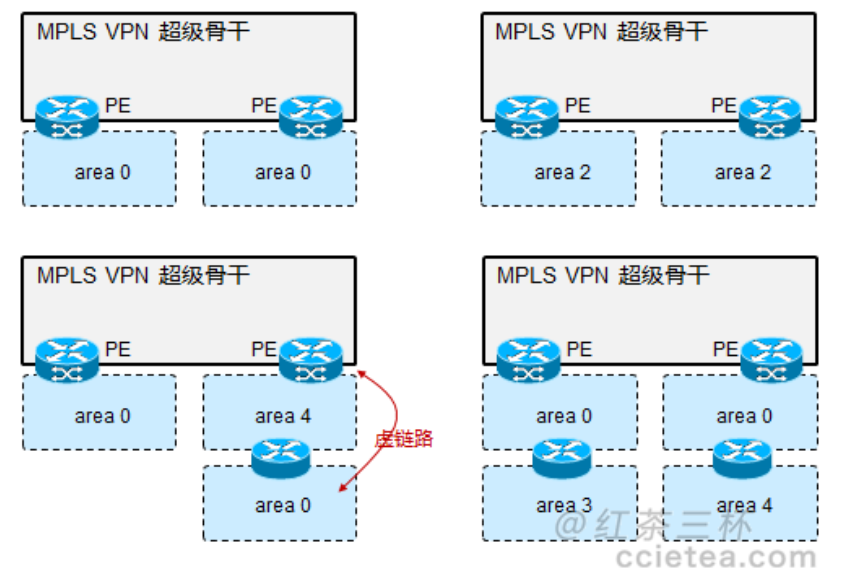 MPLS VPN 超级骨干
PE
PE
area 0
area 0
MPLS VPN 超级骨干
PE
PE
area 2
area 2
MPLS VPN 超级骨干
PE
PE
area 0
area 4
虚链路
area 0
MPLS VPN 超级骨干
PE
PE
area 0
area 0
area 3
area 4
@红茶三杯
ccietea.com